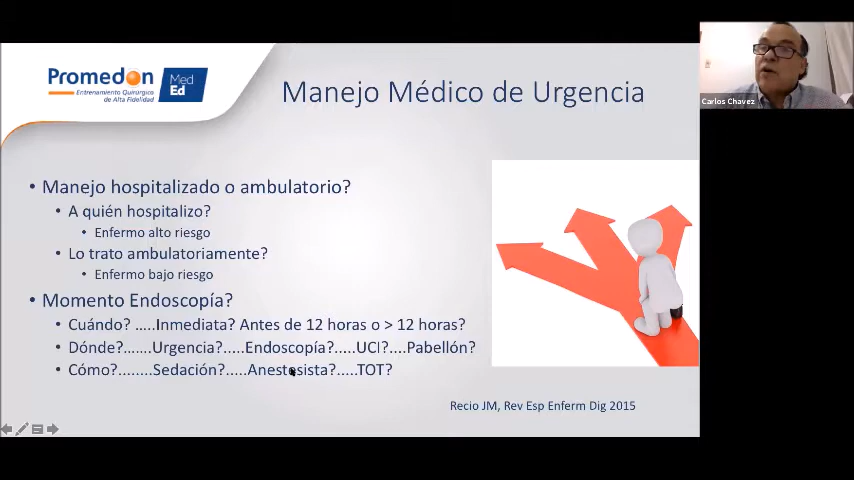 Promedon
Entrenamiento Quirúrgico
de Alta Fidelidad
Med
Ed
Manejo Médico de Urgencia
Carlos Chavez
• Manejo hospitalizado o ambulatorio?
• A quién hospitalizo?
• Enfermo alto riesgo
• Lo trato ambulatoriamente?
• Enfermo bajo riesgo
• Momento Endoscopía?
• Cuándo? .....Inmediata? Antes de 12 horas o > 12 horas?
• Dónde?.......Urgencia?.....Endoscopía?.....UCI?....Pabellón?
• Cómo?........Sedación?.....Anestesista?.....TOT?
Recio JM, Rev Esp Enferm Dig 2015